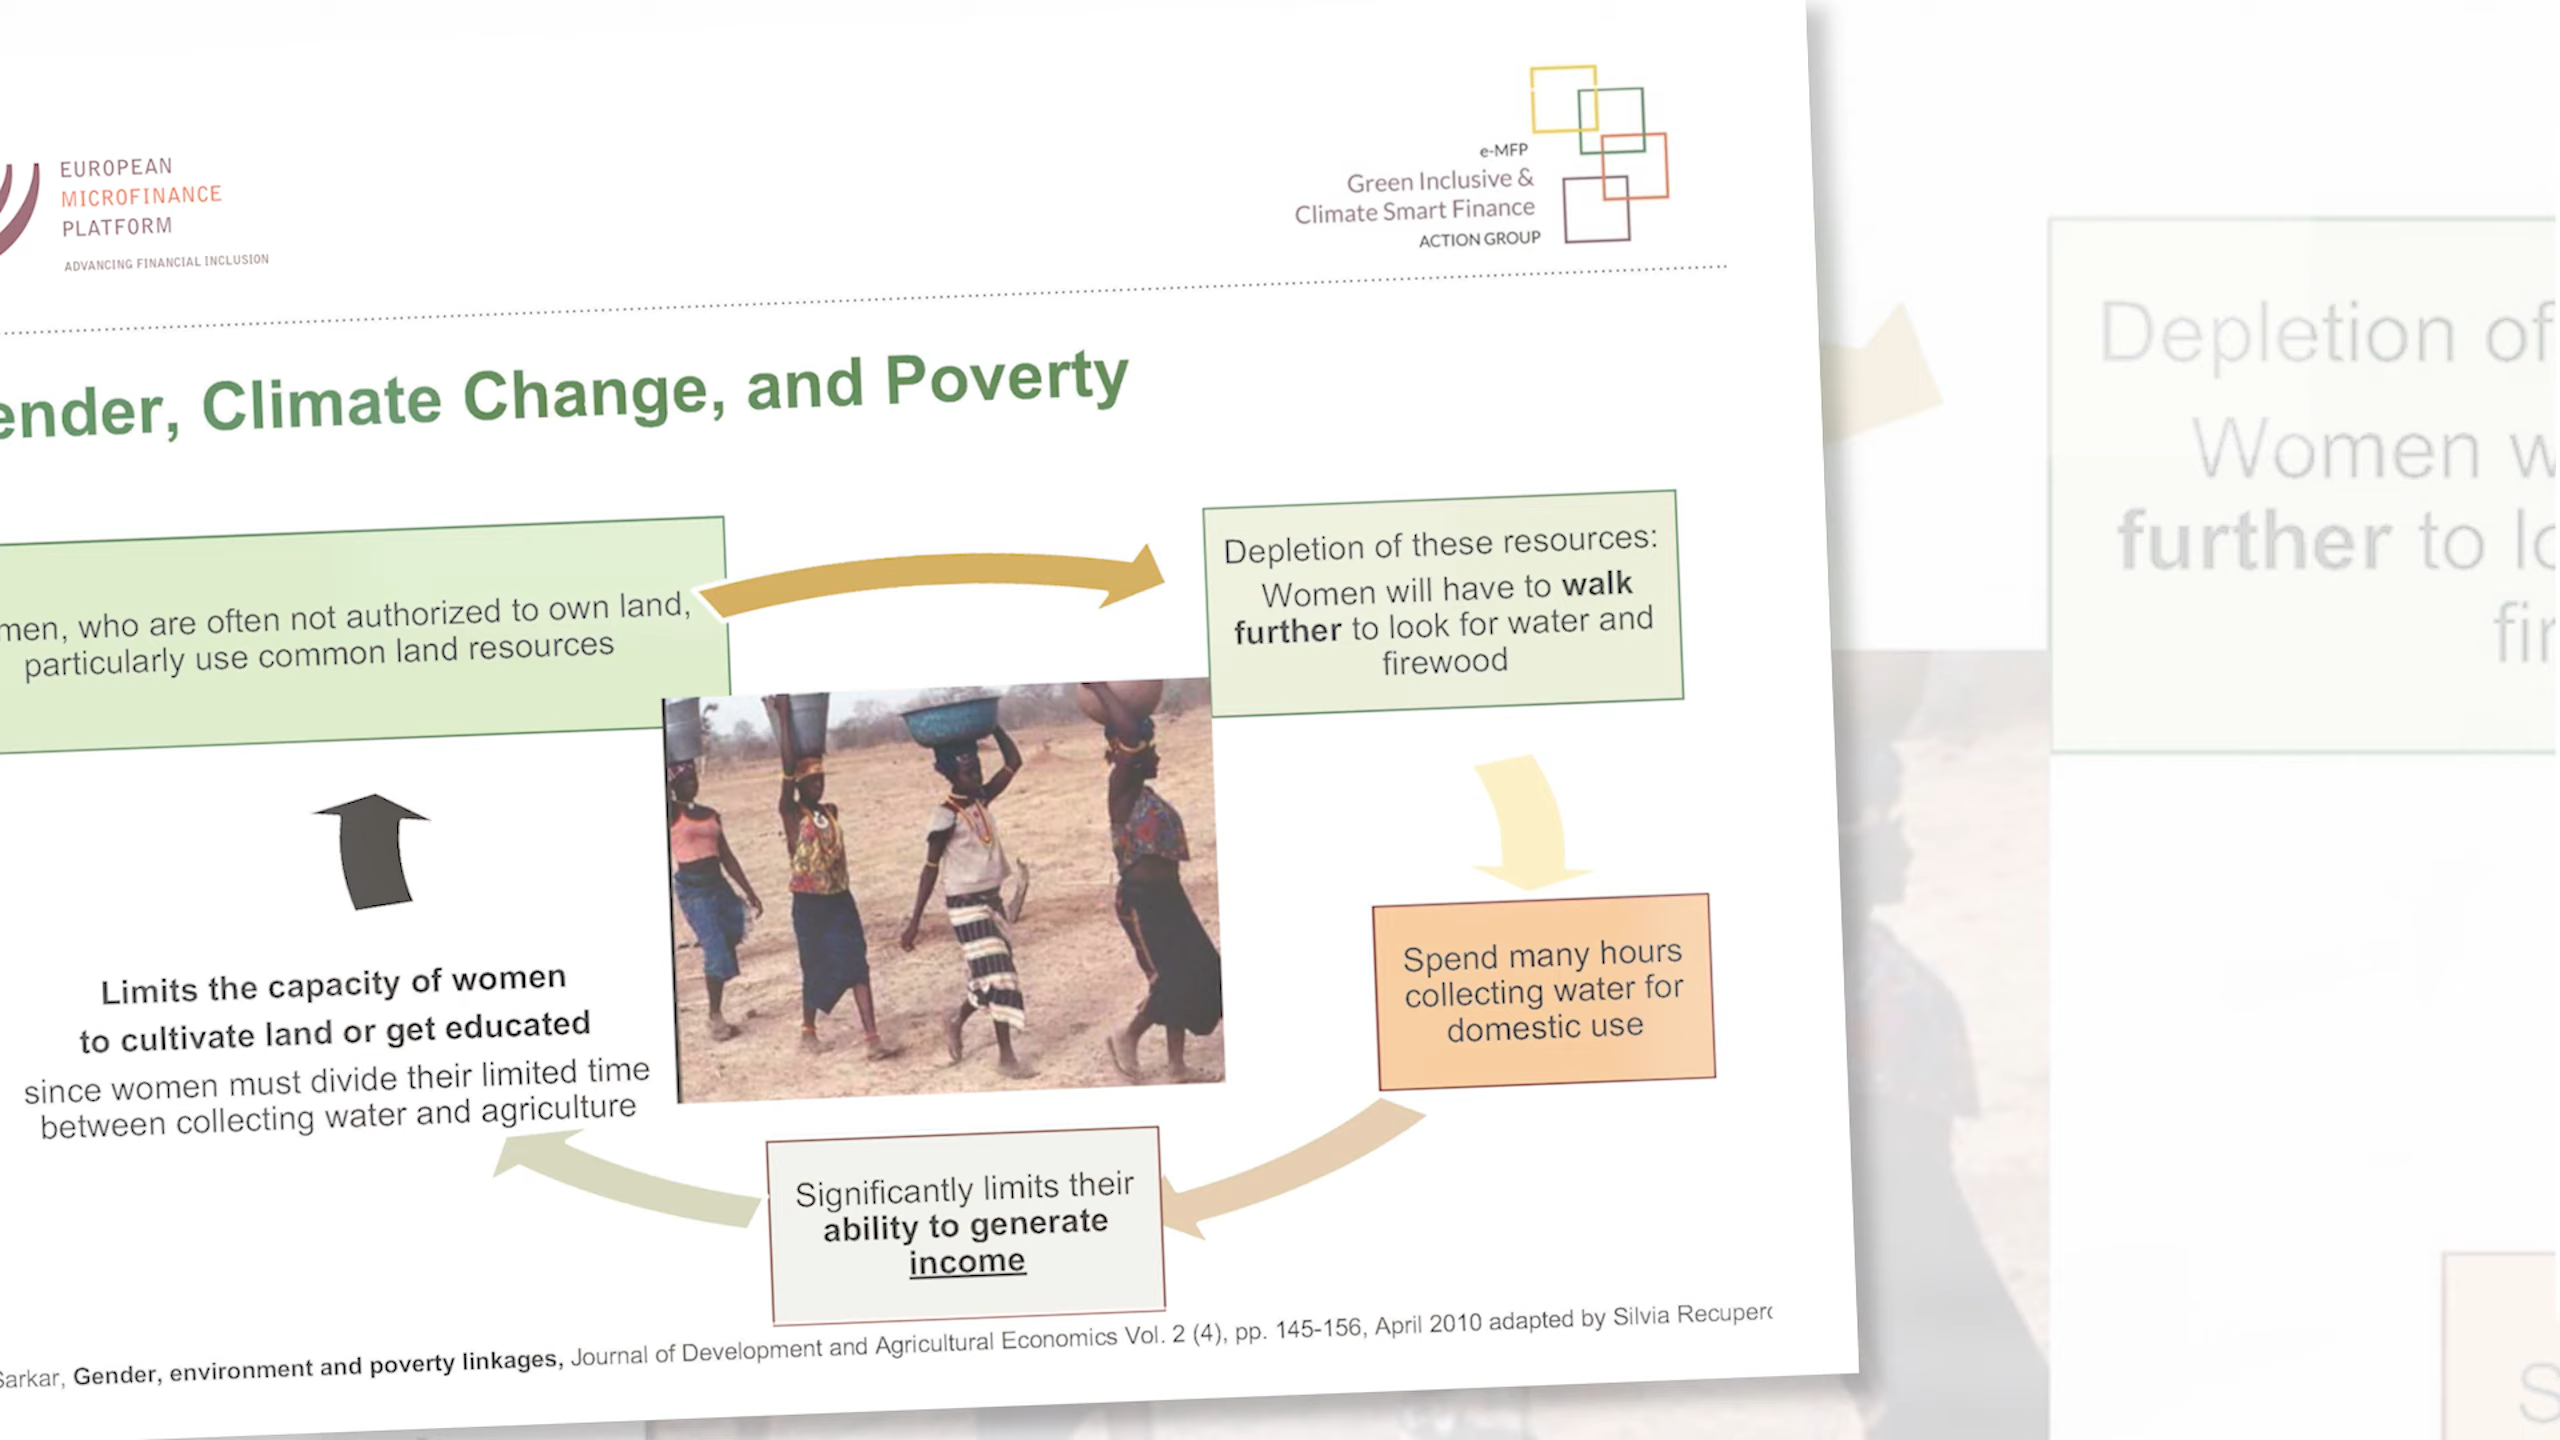 EUROPEAN
MICROFINANCE
PLATFORM
ADVANCING FINANCIAL INCLUSION
e-MFP
Green Inclusive &
Climate Smart Finance
ACTION GROUP
ender, Climate Change, and Poverty
men, who are often not authorized to own land,
particularly use common land resources
Depletion of these resources:
Women will have to walk
further to look for water and
firewood
Spend many hours
collecting water for
domestic use
Significantly limits their
ability to generate
income
Limits the capacity of women
to cultivate land or get educated
since women must divide their limited time
between collecting water and agriculture
Sarkar, Gender, environment and poverty linkages, Journal of Development and Agricultural Economics Vol. 2 (4), pp. 145-156, April 2010 adapted by Silvia Recuper
Depletion of
Women w
further to lo
fir
S